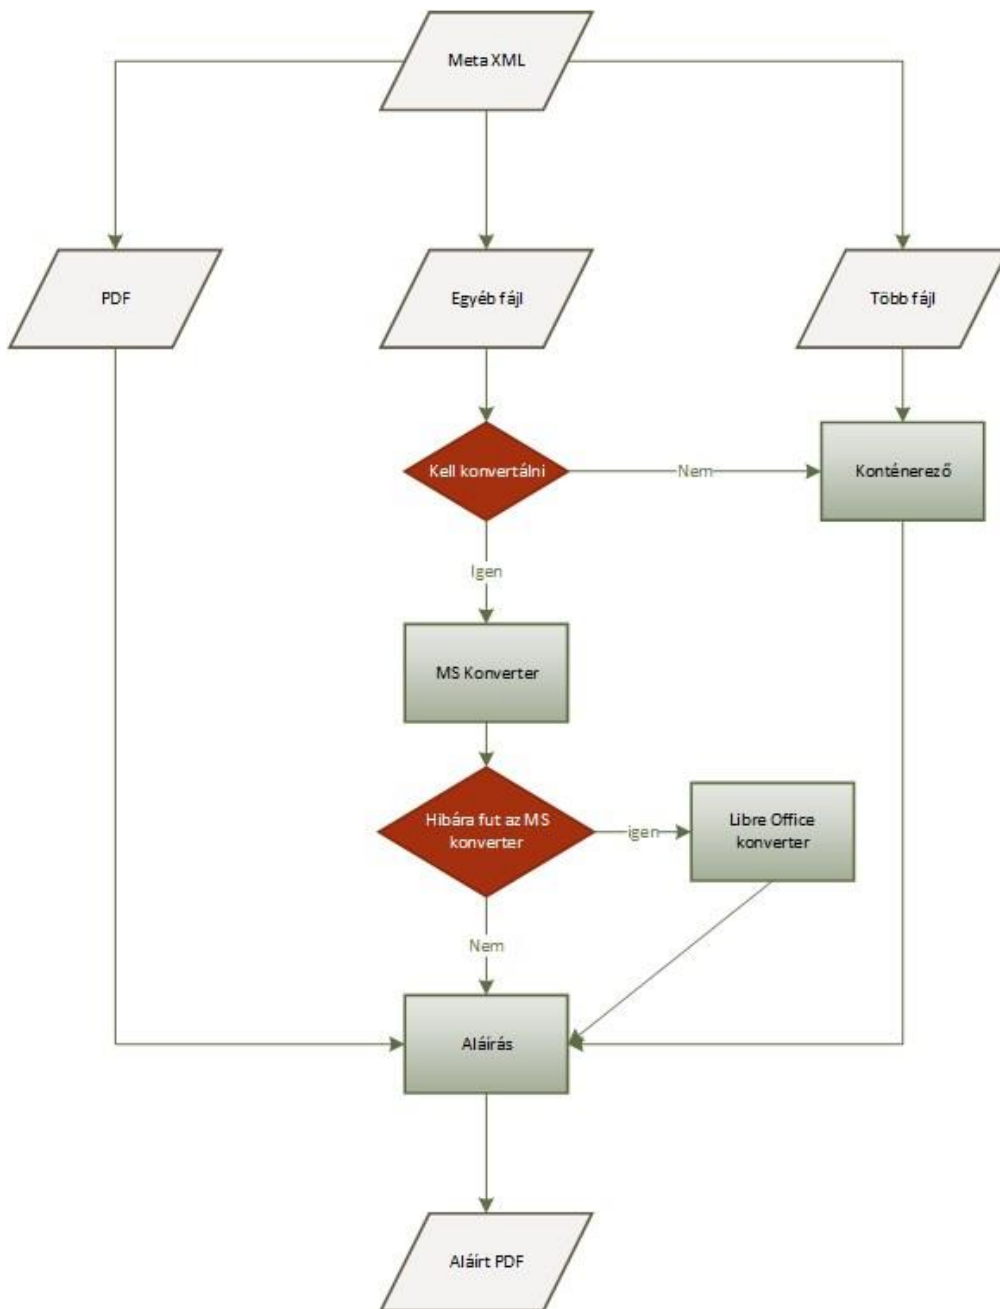 Meta XML
PDF
Egyéb fájl
Több fájl
Kell konvertálni
Nem
Konténerező
Igen
MS Konverter
Hibára fut az MS
konverter
igen
Libre Office
konverter
Nem
Aláírás
Aláírt PDF